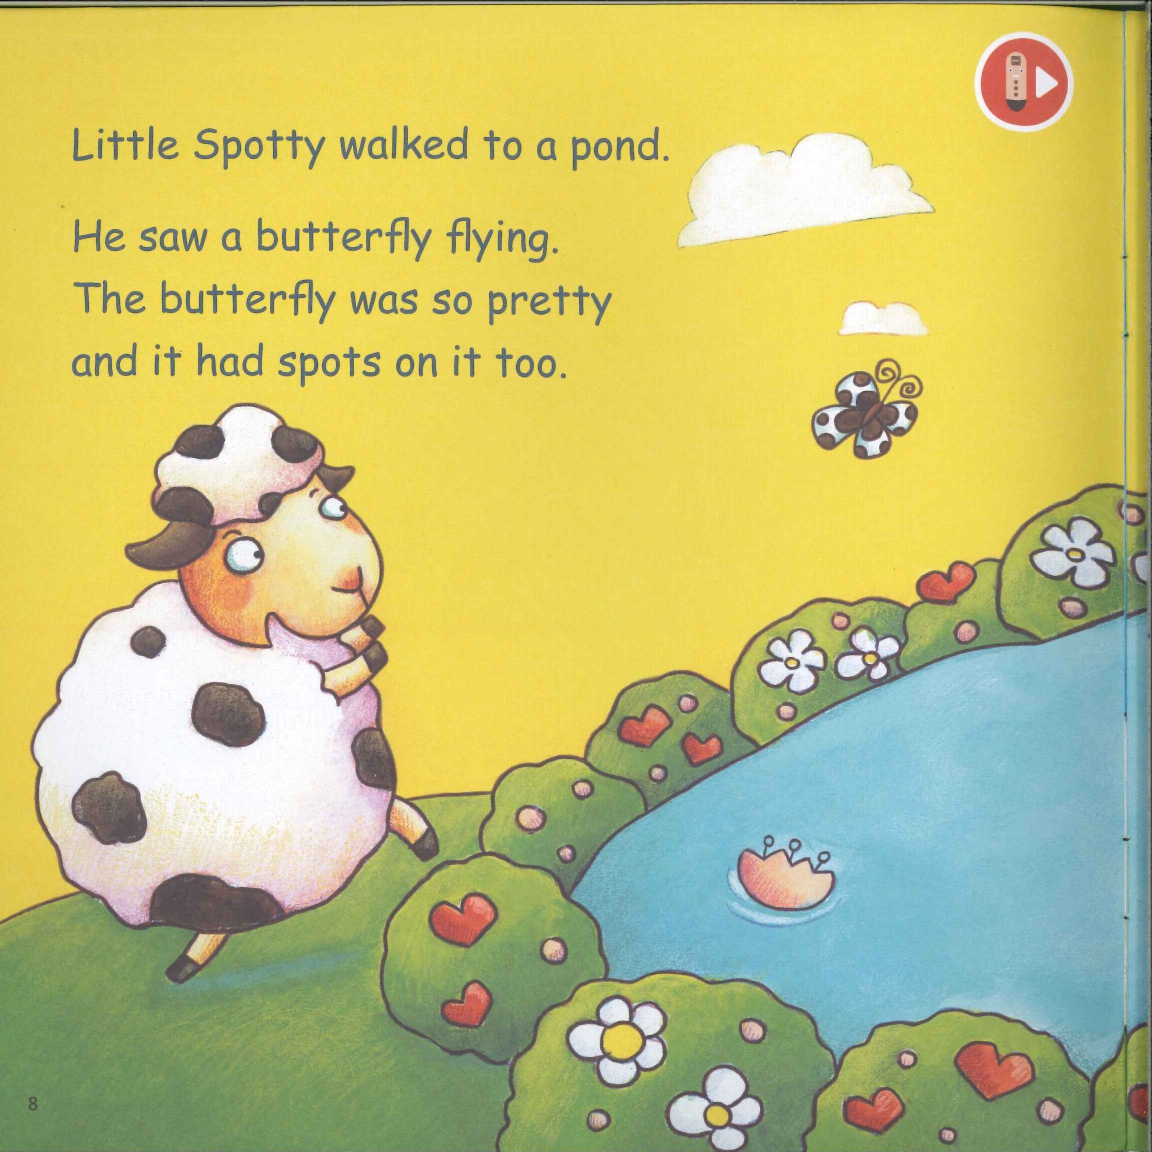 Little Spotty walked to a pond.
He saw a butterfly flying.
The butterfly was so pretty
and it had spots on it too.
8